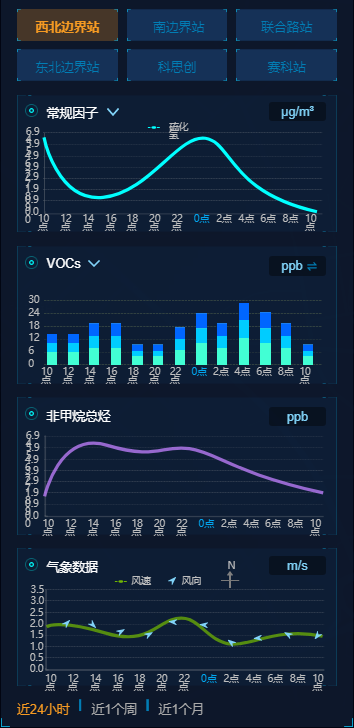 西北边界站 南边界站 联合路站
东北边界站 科思创 赛科站
常规因子 μg/m³
硫化氢
6.9
5.9
4.9
3.9
2.9
1.9
0.9
0.0
0
10点 12点 14点 16点 18点 20点 22点 0点 2点 4点 6点 8点 10点
VOCs ppb
30
24
18
12
6
0
10点 12点 14点 16点 18点 20点 22点 0点 2点 4点 6点 8点 10点
非甲烷总烃 ppb
6.9
5.9
4.9
3.9
2.9
1.9
0.9
0.0
0
10点 12点 14点 16点 18点 20点 22点 0点 2点 4点 6点 8点 10点
气象数据 m/s
风速 风向 N
3.5
3.0
2.5
2.0
1.5
1.0
0.5
0.0
10点 12点 14点 16点 18点 20点 22点 0点 2点 4点 6点 8点 10点
近24小时 近1个周 近1个月